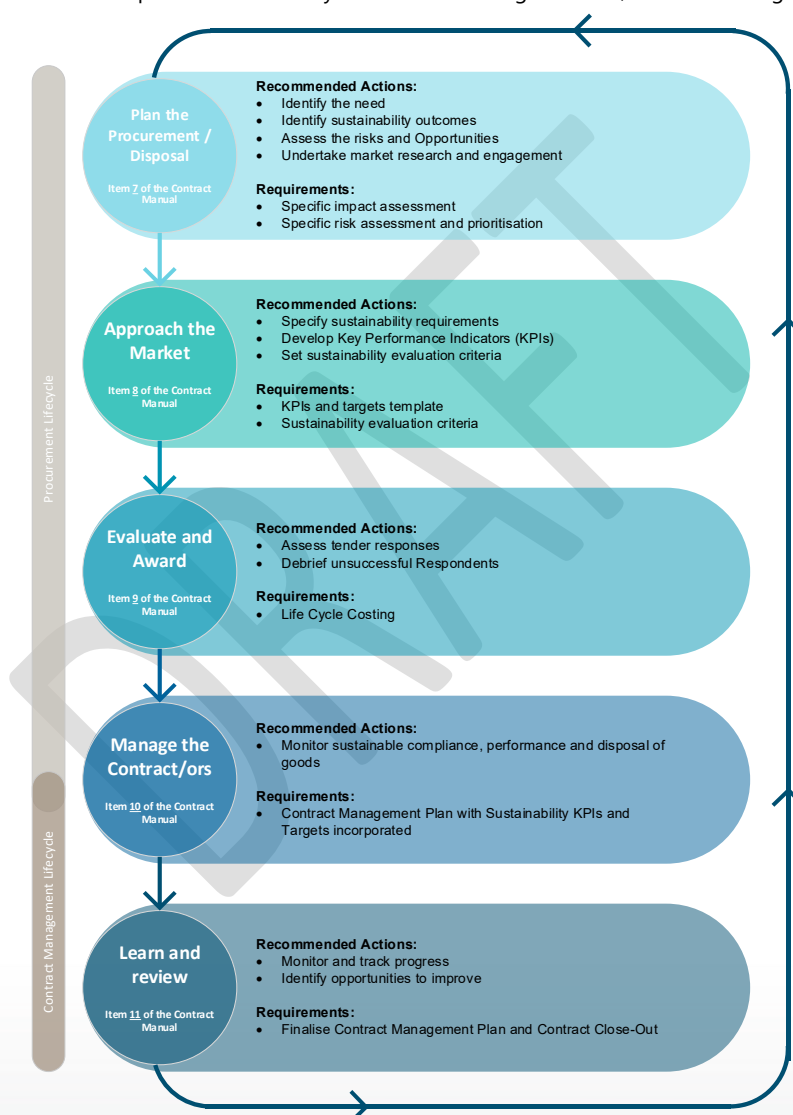 Plan the
Procurement /
Disposal
Item 7 of the Contract
Manual
Recommended Actions:
• Identify the need
• Identify sustainability outcomes
• Assess the risks and Opportunities
• Undertake market research and engagement
Requirements:
• Specific impact assessment
• Specific risk assessment and prioritisation
Approach the
Market
Item 8 of the Contract
Manual
Recommended Actions:
• Specify sustainability requirements
• Develop Key Performance Indicators (KPIs)
• Set sustainability evaluation criteria
Requirements:
• KPIs and targets template
• Sustainability evaluation criteria
Procurement Lifecycle
Evaluate and
Award
Item 9 of the Contract
Manual
Recommended Actions:
• Assess tender responses
• Debrief unsuccessful Respondents
Requirements:
• Life Cycle Costing
Manage the
Contract/ors
Item 10 of the Contract
Manual
Recommended Actions:
• Monitor sustainable compliance, performance and disposal of
goods
Requirements:
• Contract Management Plan with Sustainability KPIs and
Targets incorporated
Contract Management Lifecycle
Learn and
review
Item 11 of the Contract
Manual
Recommended Actions:
• Monitor and track progress
• Identify opportunities to improve
Requirements:
• Finalise Contract Management Plan and Contract Close-Out
DRAFT